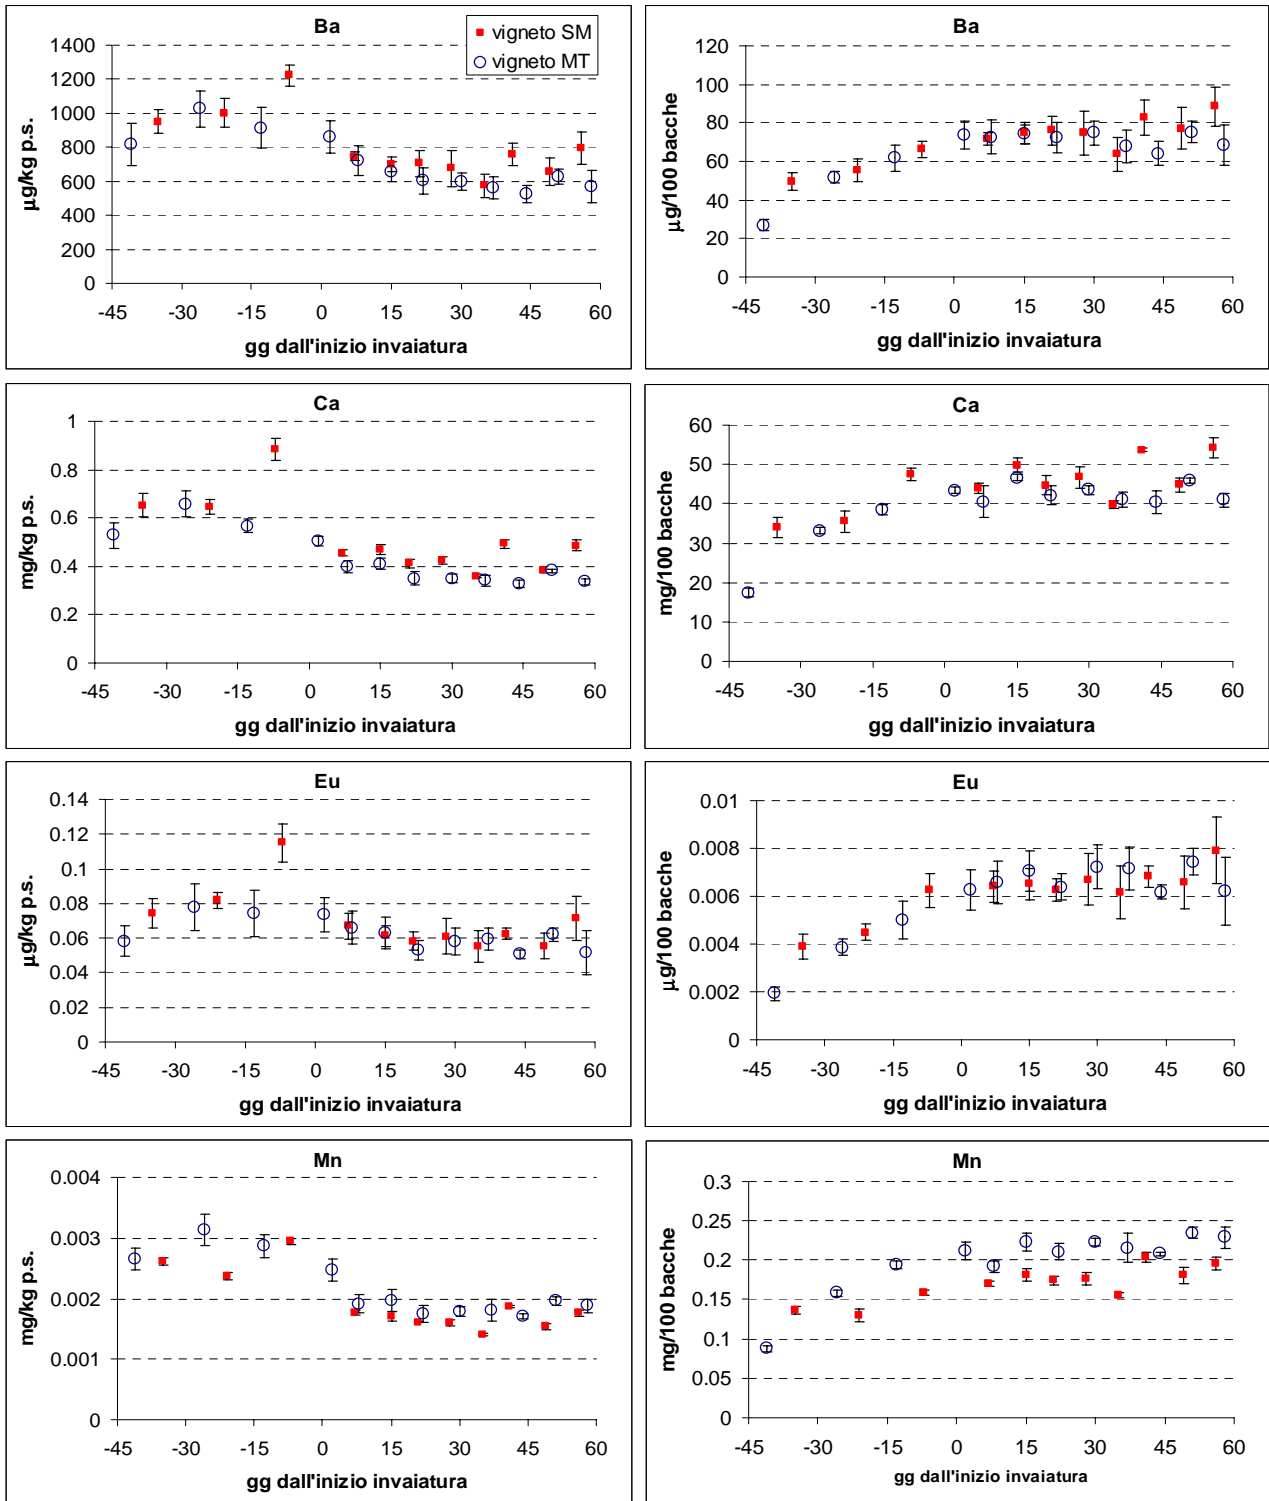 Ba
vigneto SM
vigneto MT
1400
1200
1000
800
600
400
200
0
µg/kg p.s.
-45 -30 -15 0 15 30 45 60
gg dall'inizio invaiatura
Ba
120
100
80
60
40
20
0
µg/100 bacche
-45 -30 -15 0 15 30 45 60
gg dall'inizio invaiatura
Ca
1
0.8
0.6
0.4
0.2
0
mg/kg p.s.
-45 -30 -15 0 15 30 45 60
gg dall'inizio invaiatura
Ca
60
50
40
30
20
10
0
mg/100 bacche
-45 -30 -15 0 15 30 45 60
gg dall'inizio invaiatura
Eu
0.14
0.12
0.1
0.08
0.06
0.04
0.02
0
µg/kg p.s.
-45 -30 -15 0 15 30 45 60
gg dall'inizio invaiatura
Eu
0.01
0.008
0.006
0.004
0.002
0
µg/100 bacche
-45 -30 -15 0 15 30 45 60
gg dall'inizio invaiatura
Mn
0.004
0.003
0.002
0.001
0
mg/kg p.s.
-45 -30 -15 0 15 30 45 60
gg dall'inizio invaiatura
Mn
0.3
0.25
0.2
0.15
0.1
0.05
0
mg/100 bacche
-45 -30 -15 0 15 30 45 60
gg dall'inizio invaiatura